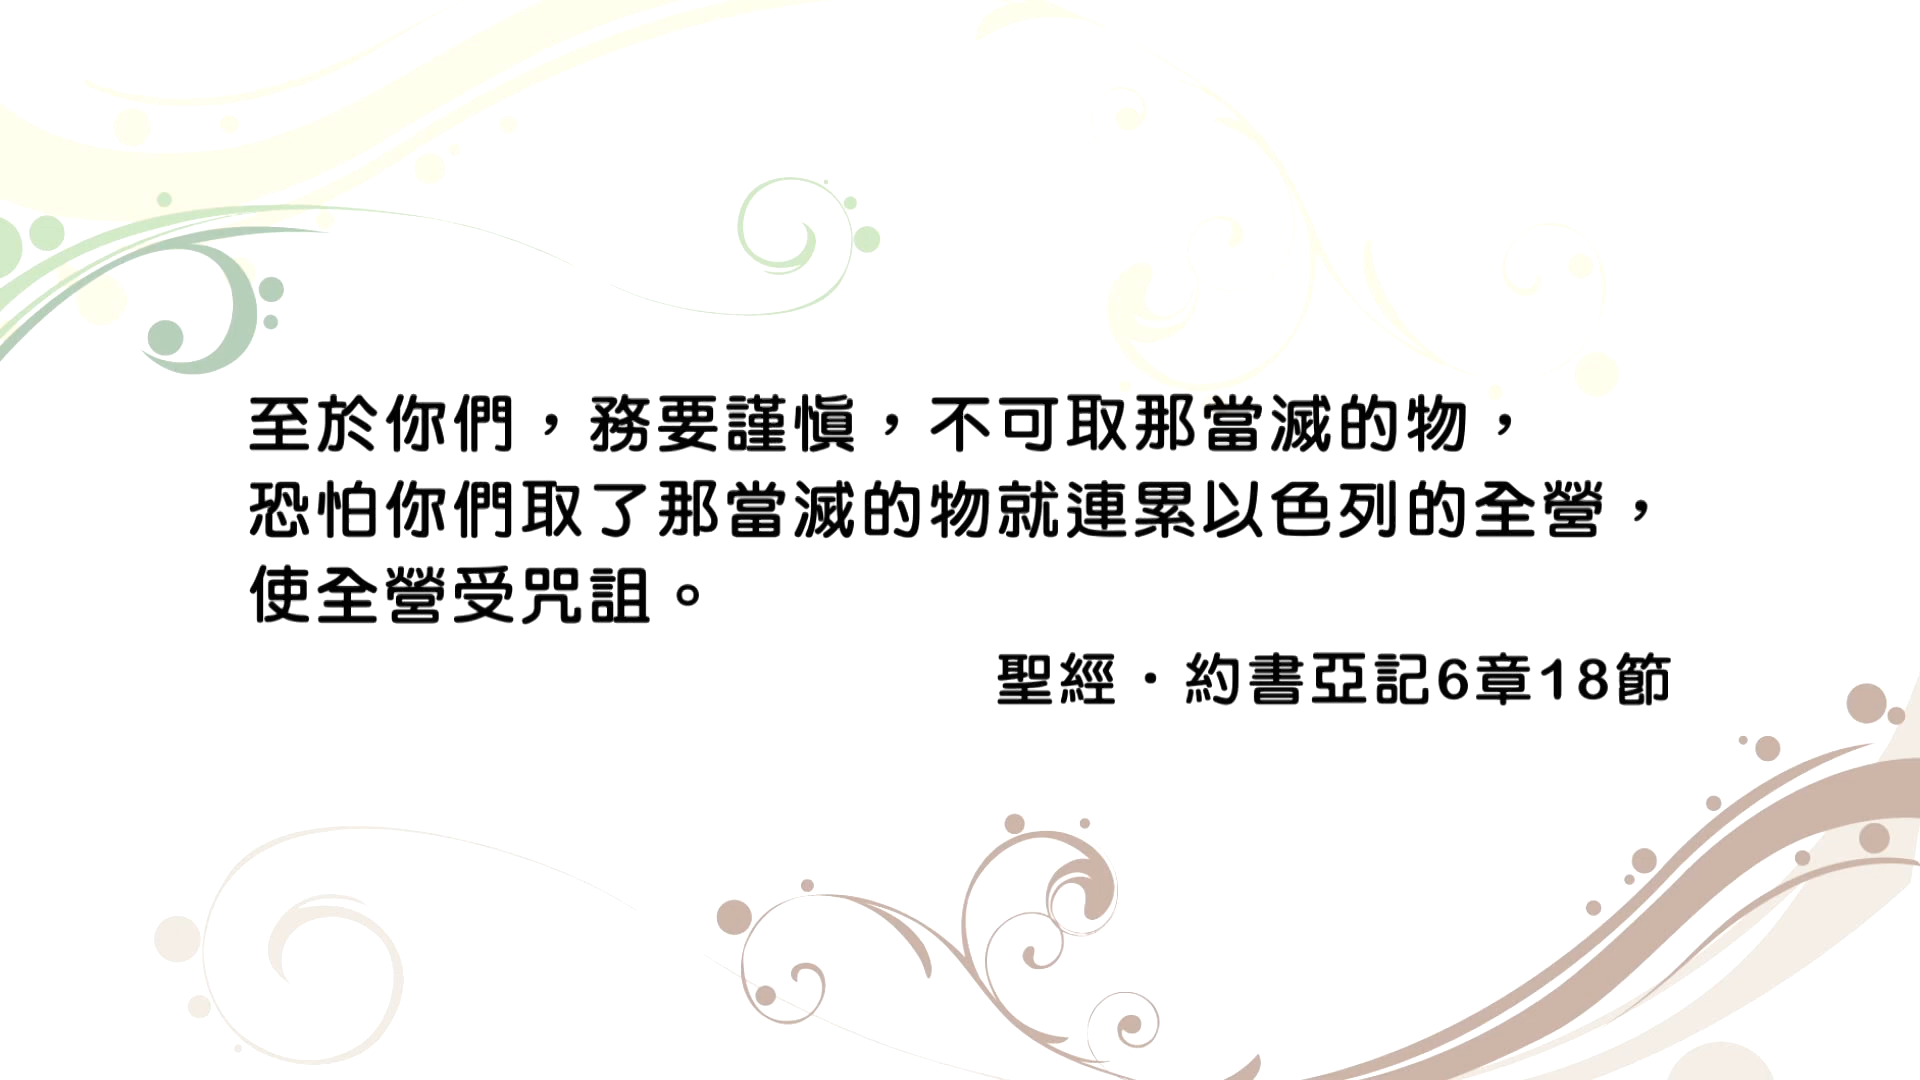 至於你們，務要謹慎，不可取那當滅的物，
恐怕你們取了那當滅的物就連累以色列的全營，
使全營受咒詛。
聖經．約書亞記6章18節